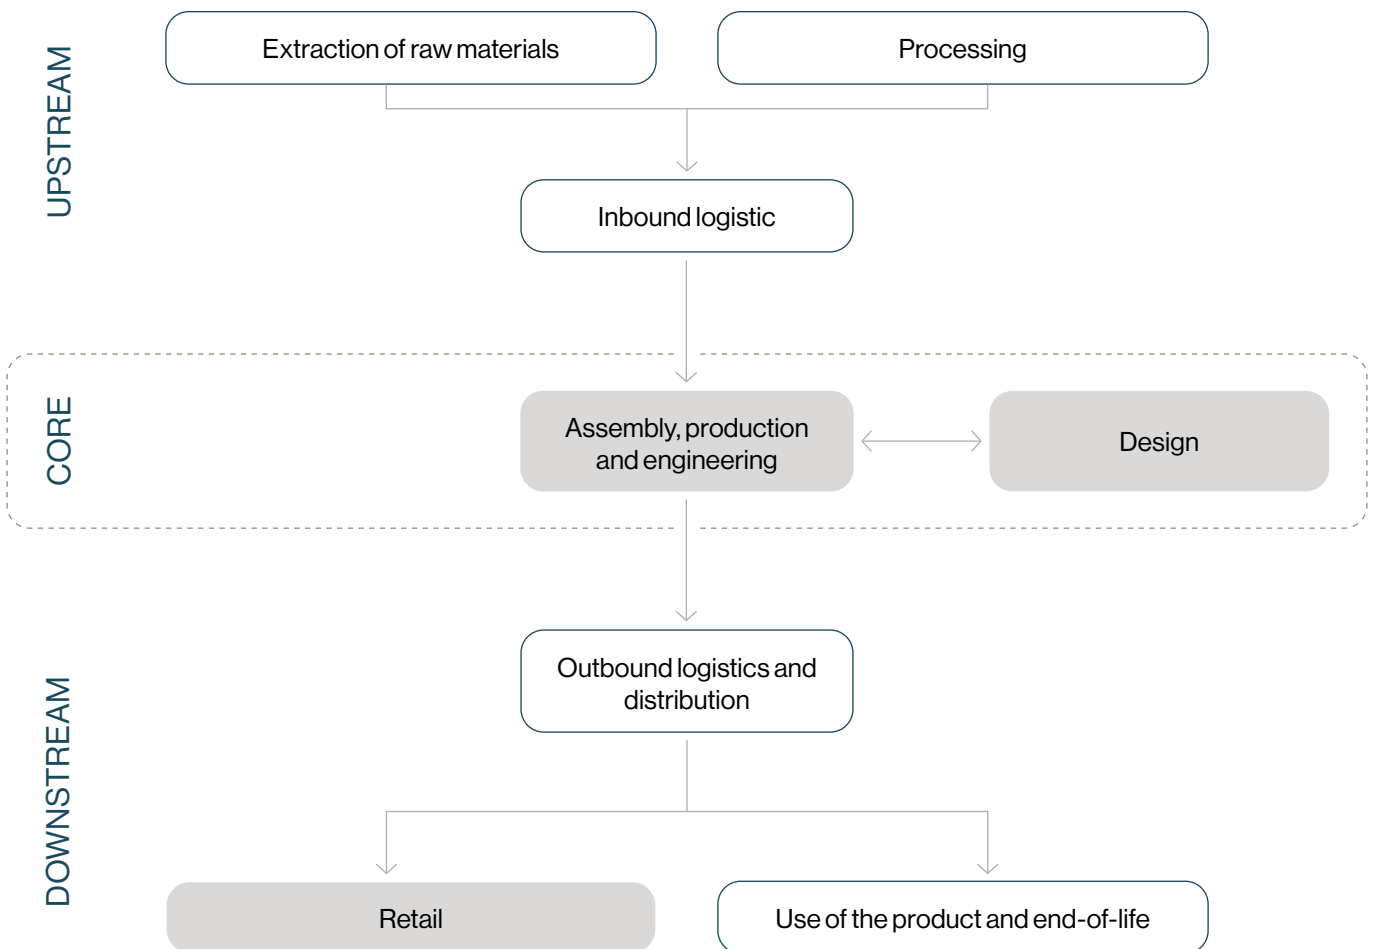 UPSTREAM
Extraction of raw materials
Processing
Inbound logistic
CORE
Assembly, production
and engineering
Design
DOWNSTREAM
Outbound logistics and
distribution
Retail
Use of the product and end-of-life